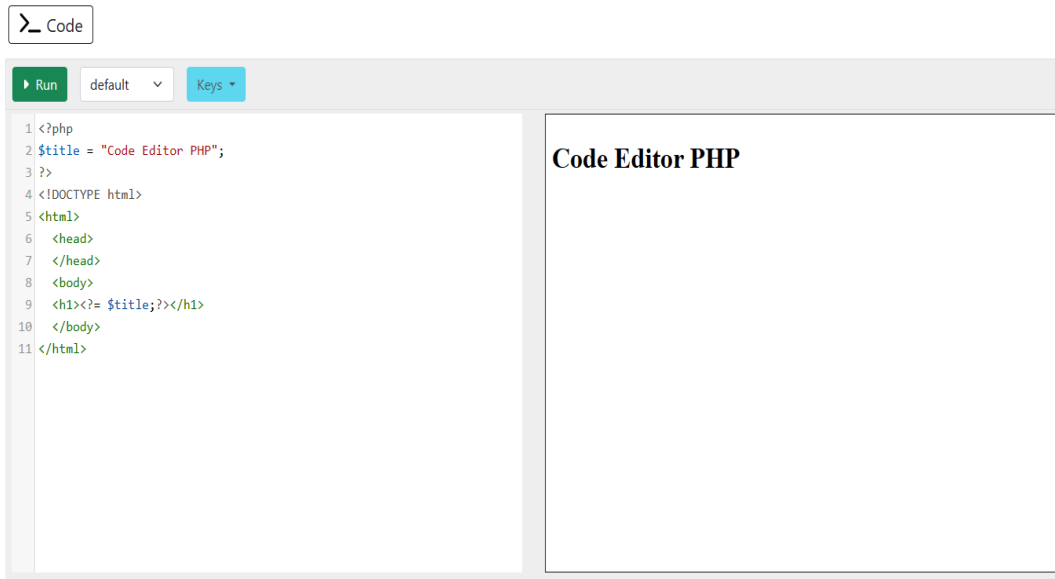 Code
Run default Keys
1 <?php
2 $title = "Code Editor PHP";
3 ?>
4 <!DOCTYPE html>
5 <html>
6   <head>
7   </head>
8   <body>
9   <h1><?= $title;?></h1>
10   </body>
11 </html>
Code Editor PHP